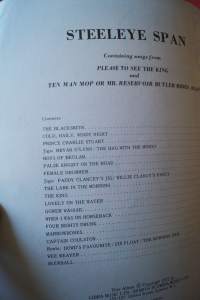 STEELEYE SPAN
Containing songs from
PLEASE TO SEE THE KING
and
TEN MAN MOP OR MR. RESERVOIR BUTLER RIDES AGAIN
Contents
THE BLACKSMITH
COLD, HAILY, WINDY NIGHT
PRINCE CHARLIE STUART
Jigs: BRYAN O'LYNN / THE HAG WITH THE MONEY
BOYS OF BEDLAM
FALSE KNIGHT ON THE ROAD
FEMALE DRUMMER
Jigs: PADDY CLANCEY'S JIG/ WILLIE CLANCY'S FANCY
THE LARK IN THE MORNING
THE KING
LOVELY ON THE WATER
GOWER WASSAIL
WHEN I WAS ON HORSEBACK
FOUR NIGHTS DRUNK
MARROWBONES
CAPTAIN COULSTON
Reels: DOWD'S FAVOURITE / £10 FLOAT / THE MORNING DEW
WEE WEAVER
SKEWBALL